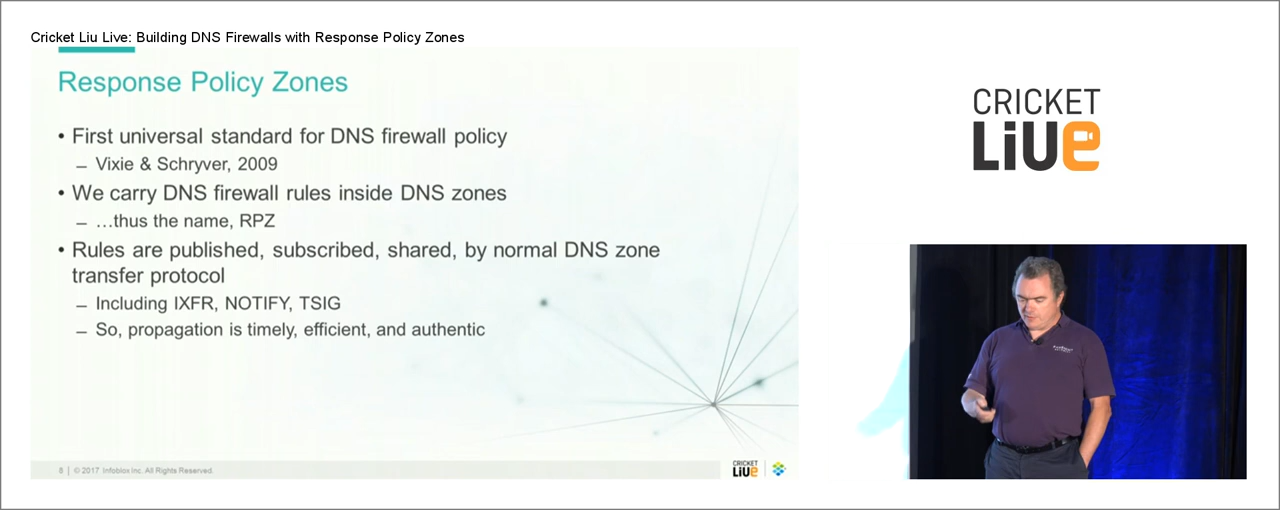 Cricket Liu Live: Building DNS Firewalls with Response Policy Zones
Response Policy Zones
• First universal standard for DNS firewall policy
– Vixie & Schryver, 2009
• We carry DNS firewall rules inside DNS zones
– …thus the name, RPZ
• Rules are published, subscribed, shared, by normal DNS zone
transfer protocol
– Including IXFR, NOTIFY, TSIG
– So, propagation is timely, efficient, and authentic
8 | © 2017 Infoblox Inc. All Rights Reserved.
CRICKET
LiUe
CRICKET
LiUe